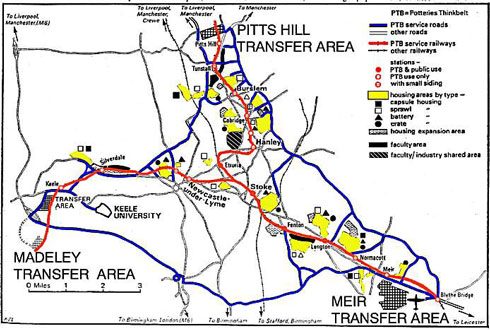 To Liverpool, Manchester(M6)
To Manchester, Crewe
To Liverpool, Manchester
To Manchester
PITTS HILL
TRANSFER AREA
Pitts Hill
Tunstall
Burslem
Cobridge
Hanley
Etruria
Silverdale
Keele
TRANSFER AREA
KEELE
UNIVERSITY
Newcastle-
under-Lyme
Stoke
Fenton
Longton
Normacott
Meir
Blythe Bridge
MADELEY
TRANSFER AREA
0 Miles 1 2 3
MEIR
TRANSFER AREA
To Birmingham London(M6)
To Birmingham
To Stafford, Birmingham
To Leicester
PTB=Potteries Thinkbelt
PTB service roads
other roads
PTB service railways
other railways
stations —
PTB & public use
PTB use only
with small siding
housing areas by type —
capsule housing
sprawl "
battery "
crate "
housing expansion area
faculty area
faculty/industry shared area